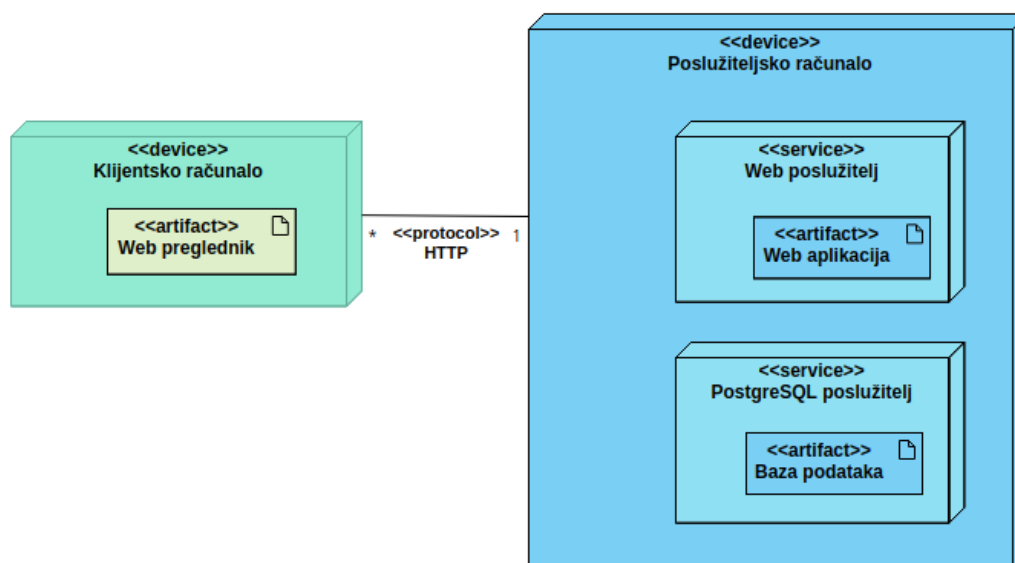 <<device>>
Poslužiteljsko računalo
<<service>>
Web poslužitelj
<<artifact>>
Web aplikacija
<<device>>
Klijentsko računalo
<<artifact>>
Web preglednik
* <<protocol>> 1
HTTP
<<service>>
PostgreSQL poslužitelj
<<artifact>>
Baza podataka